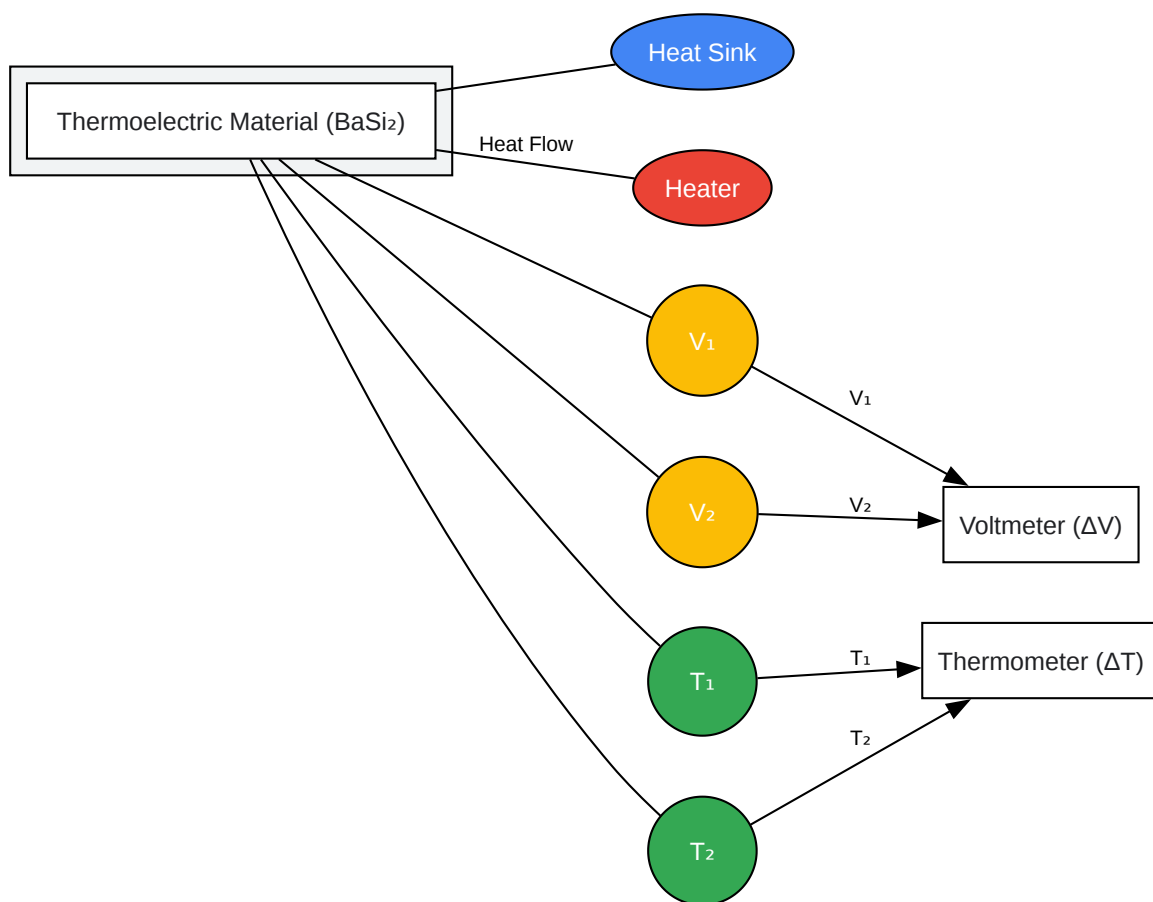 Heat Sink
Thermoelectric Material (BaSi₂)
Heat Flow
Heater
V₁
V₁
V₂
V₂
Voltmeter (ΔV)
T₁
T₁
Thermometer (ΔT)
T₂
T₂